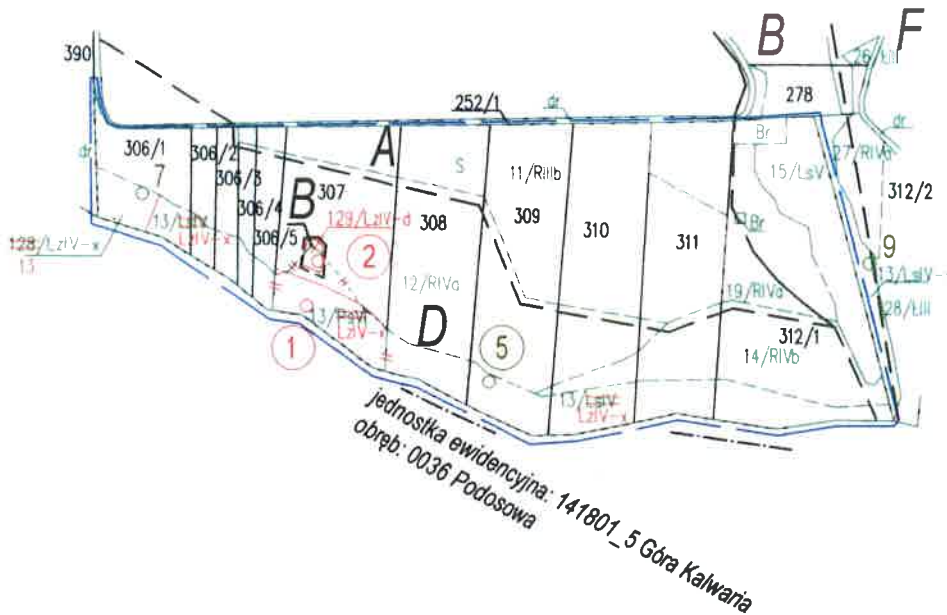 B
F
390
26/ŁIII
252/1
dr
278
dr
A
Br
27/RIVa
dr
306/1
306/2
S
11/RIIIb
15/LsV
306/3
7
B
307
312/2
306/4
129/LzIV-d
308
309
310
311
Br
9
13/LsIV
LzIV-x
306/5
2
128/LzIV-x
13
12/RIVa
19/RIVa
13/LsIV-
28/ŁIII
13/PsVI
LzIV-x
D
312/1
1
5
14/RIVb
13/LsIV
LzIV-x
jednostka ewidencyjna: 141801_5 Góra Kalwaria
obręb: 0036 Podosowa